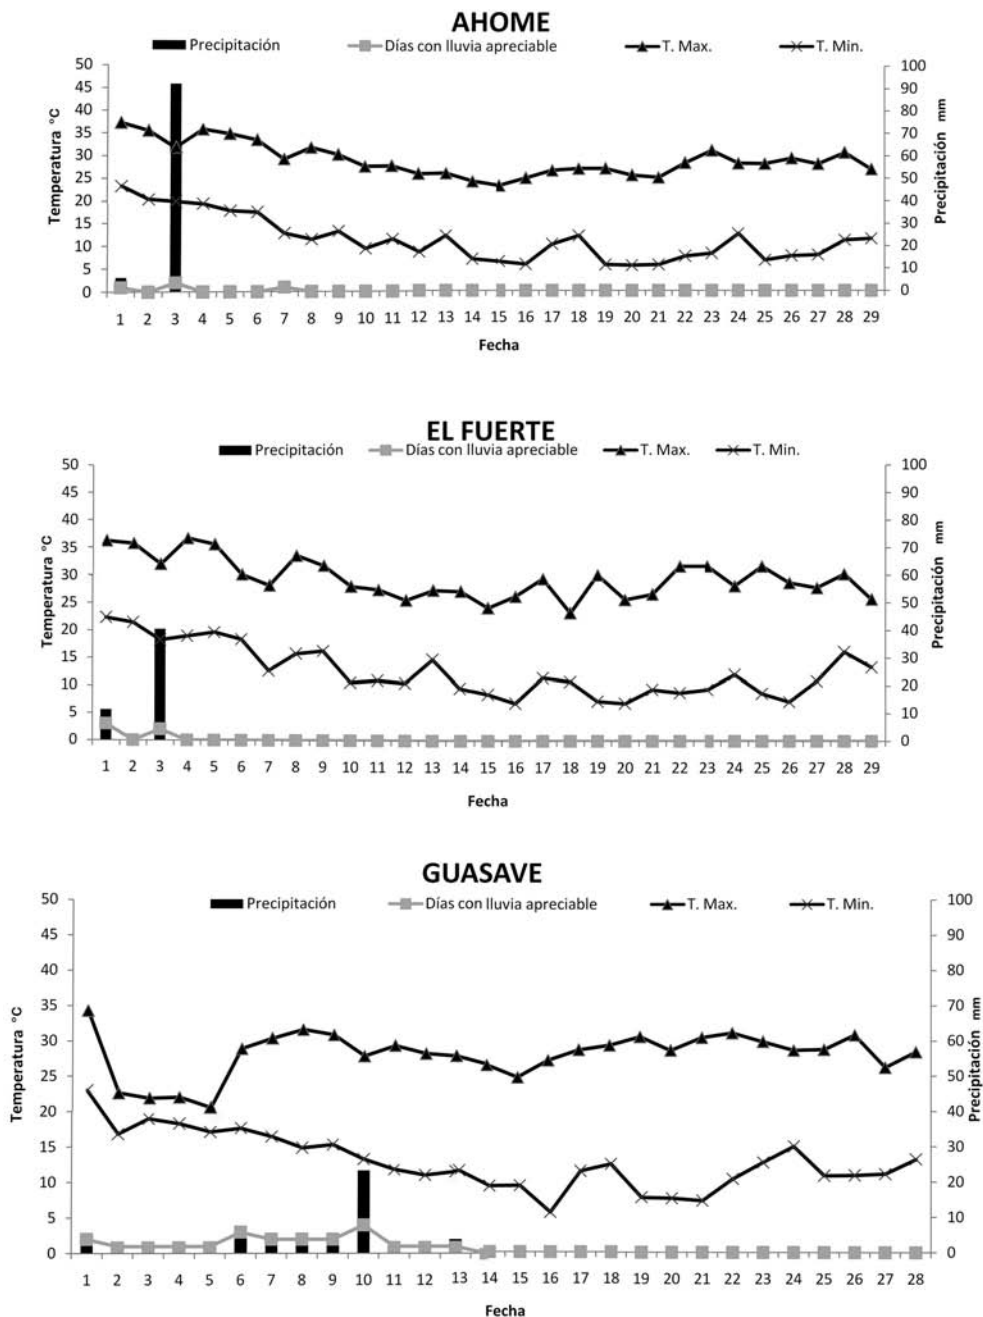 AHOME
Precipitación Días con lluvia apreciable T. Max. T. Min.
50 45 40 35 30 25 20 15 10 5 0
Temperatura °C
100 90 80 70 60 50 40 30 20 10 0
Precipitación mm
1 2 3 4 5 6 7 8 9 10 11 12 13 14 15 16 17 18 19 20 21 22 23 24 25 26 27 28 29
Fecha
EL FUERTE
Precipitación Días con lluvia apreciable T. Max. T. Min.
50 45 40 35 30 25 20 15 10 5 0
Temperatura °C
100 90 80 70 60 50 40 30 20 10 0
Precipitación mm
1 2 3 4 5 6 7 8 9 10 11 12 13 14 15 16 17 18 19 20 21 22 23 24 25 26 27 28 29
Fecha
GUASAVE
Precipitación Días con lluvia apreciable T. Max. T. Min.
50 45 40 35 30 25 20 15 10 5 0
Temperatura °C
100 90 80 70 60 50 40 30 20 10 0
Precipitación mm
1 2 3 4 5 6 7 8 9 10 11 12 13 14 15 16 17 18 19 20 21 22 23 24 25 26 27 28
Fecha